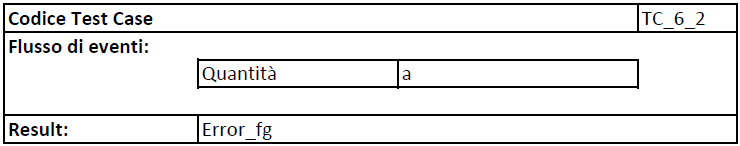 Codice Test Case TC_6_2
Flusso di eventi:
Quantità a
Result: Error_fg